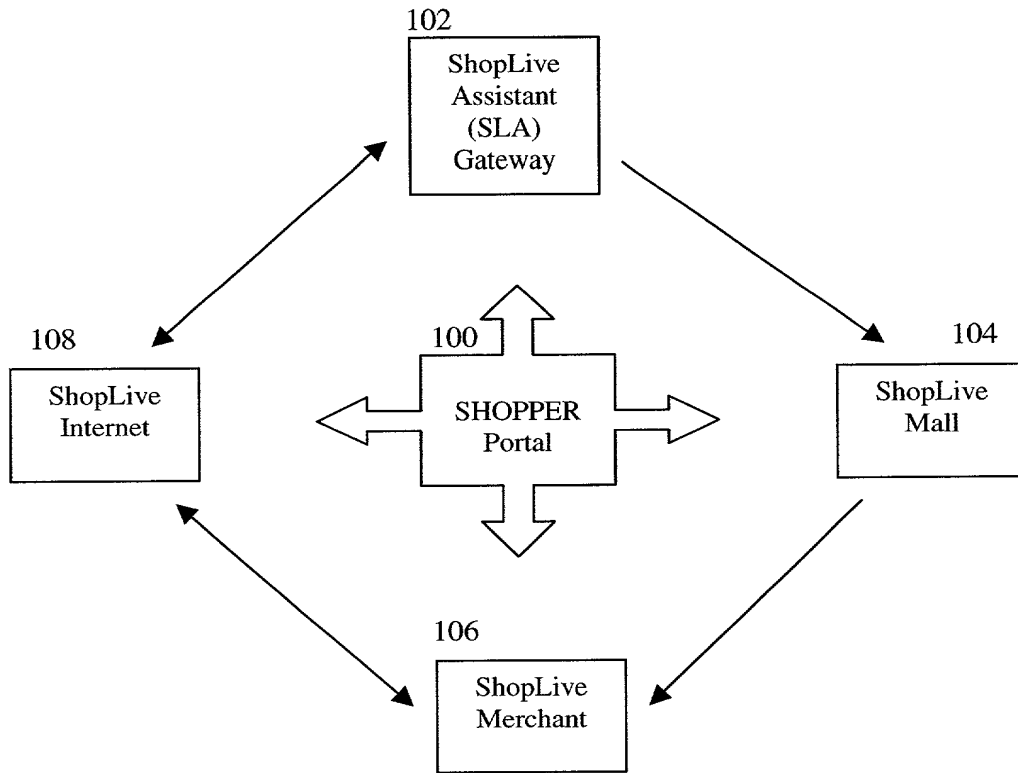 102
ShopLive
Assistant
(SLA)
Gateway
108
ShopLive
Internet
100
SHOPPER
Portal
104
ShopLive
Mall
106
ShopLive
Merchant